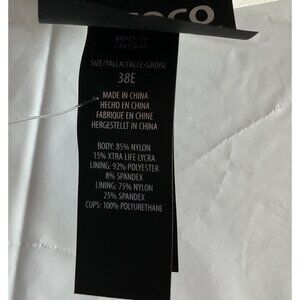 SIZE/TALLA/TAILLE/GRÖßE
38E
MADE IN CHINA
HECHO EN CHINA
FABRIQUE EN CHINE
HERGESTELLT IN CHINA
BODY: 85% NYLON
15% XTRA LIFE LYCRA
LINING: 92% POLYESTER
8% SPANDEX
LINING: 75% NYLON
25% SPANDEX
CUPS: 100% POLYURETHANE